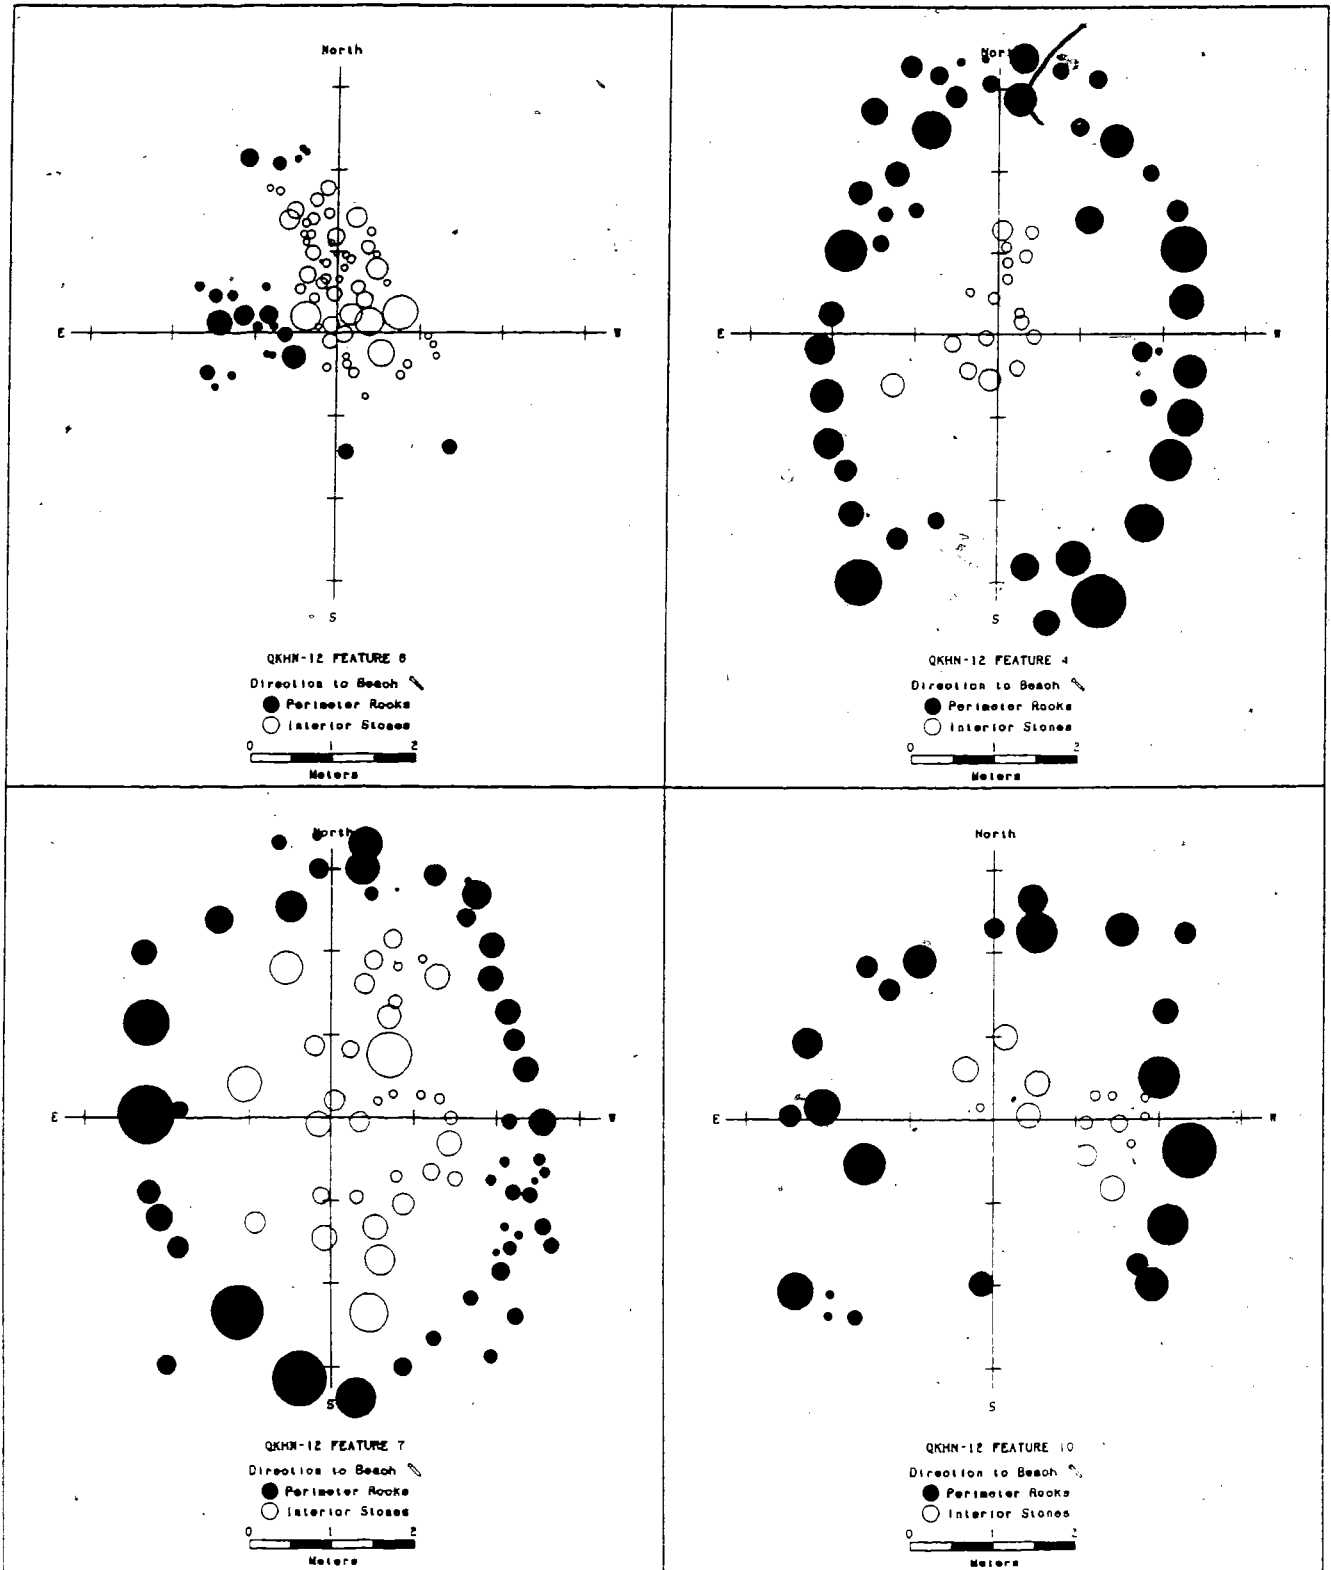 North
E W
S
QKHN-12 FEATURE 6
Direction to Beach
Perimeter Rocks
Interior Stones
0 1 2
Meters
North
E W
S
QKHN-12 FEATURE 4
Direction to Beach
Perimeter Rocks
Interior Stones
0 1 2
Meters
North
E W
S
QKHN-12 FEATURE 7
Direction to Beach
Perimeter Rocks
Interior Stones
0 1 2
Meters
North
E W
S
QKHN-12 FEATURE 10
Direction to Beach
Perimeter Rocks
Interior Stones
0 1 2
Meters